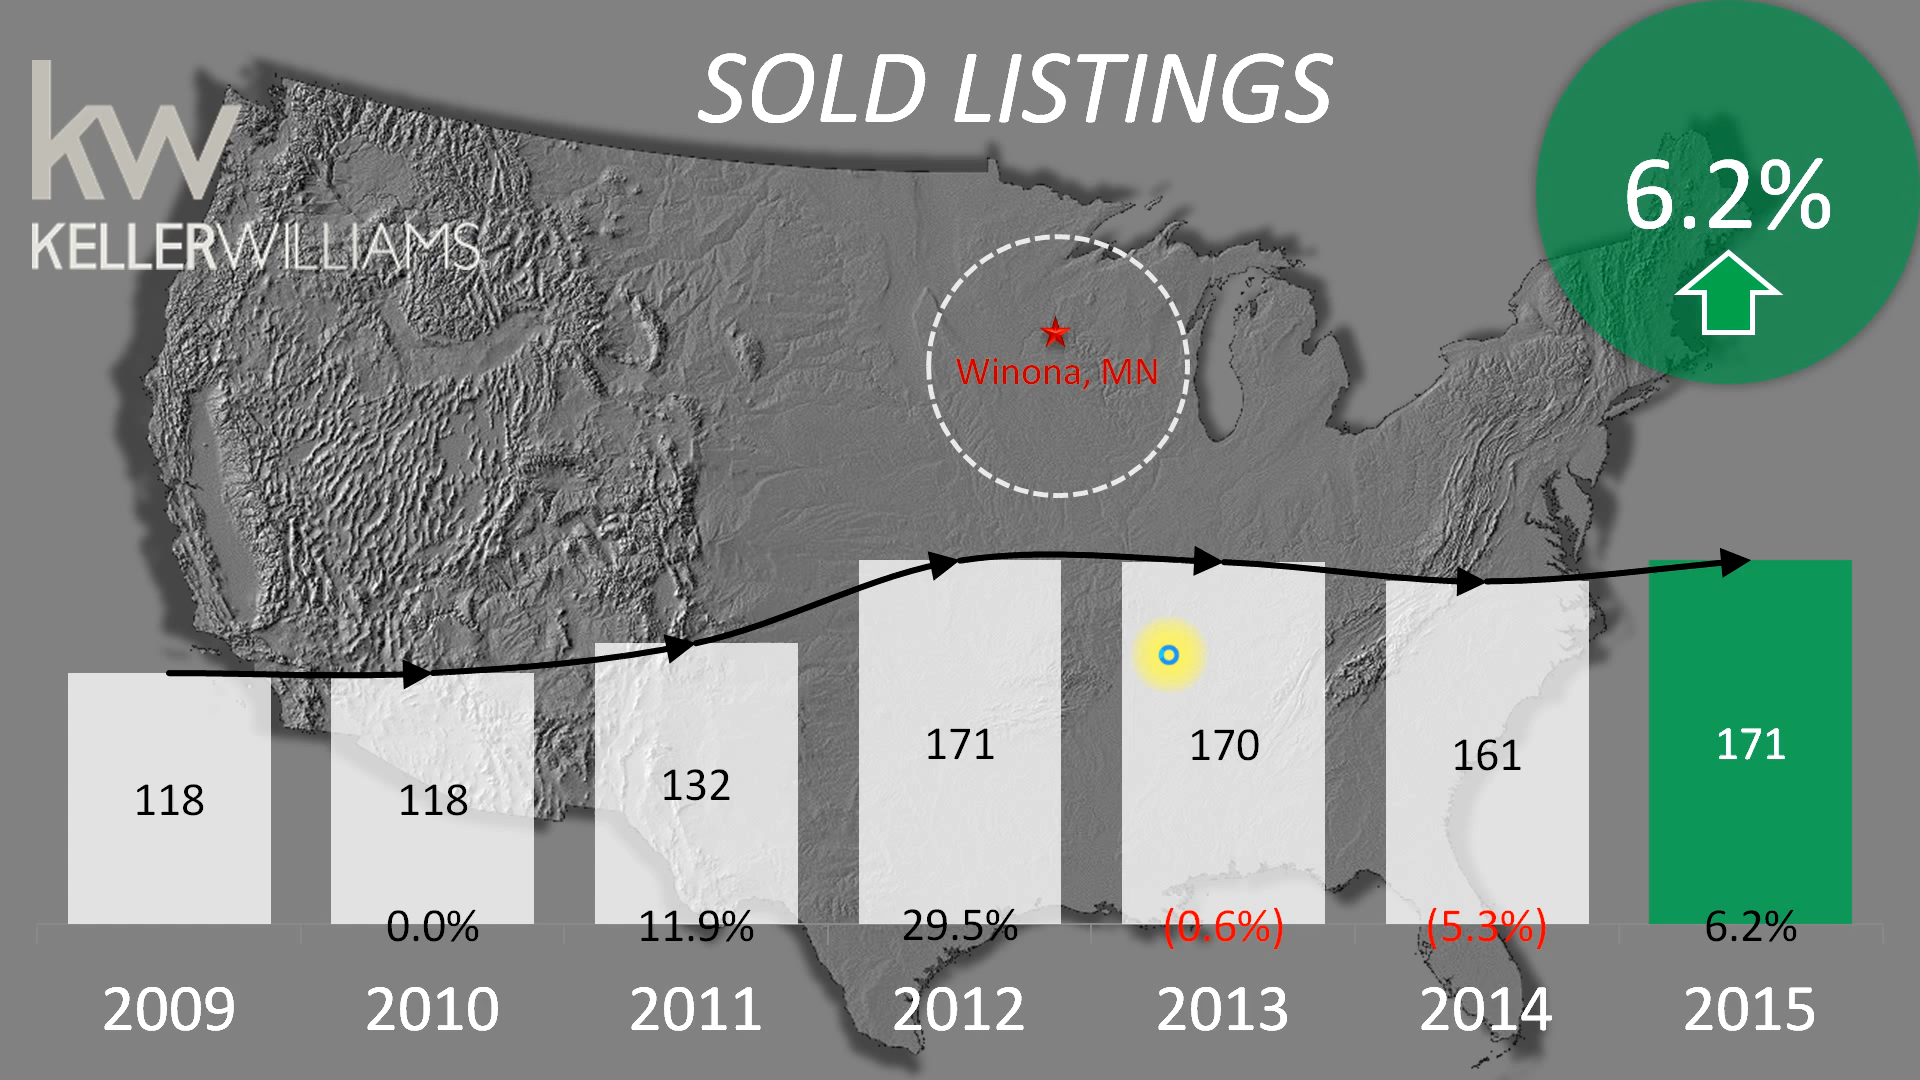 SOLD LISTINGS
kw
KELLERWILLIAMS
6.2%
Winona, MN
118 118 132 171 170 161 171
0.0% 11.9% 29.5% (0.6%) (5.3%) 6.2%
2009 2010 2011 2012 2013 2014 2015